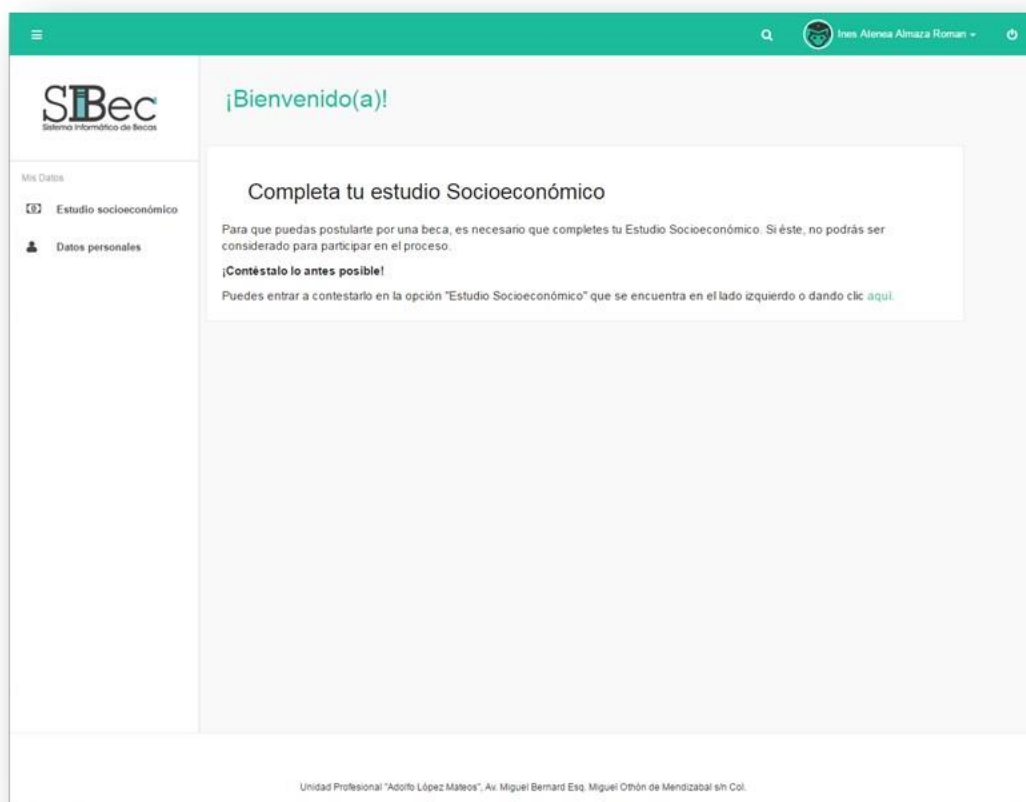 Ines Atenea Almaza Roman
SIBec
Sistema Informático de Becas
¡Bienvenido(a)!
Mis Datos
Estudio socioeconómico
Datos personales
Completa tu estudio Socioeconómico
Para que puedas postularte por una beca, es necesario que completes tu Estudio Socioeconómico. Si éste, no podrás ser
considerado para participar en el proceso.
¡Contéstalo lo antes posible!
Puedes entrar a contestarlo en la opción "Estudio Socioeconómico" que se encuentra en el lado izquierdo o dando clic aquí.
Unidad Profesional "Adolfo López Mateos", Av. Miguel Bernard Esq. Miguel Othón de Mendizabal s/n Col.